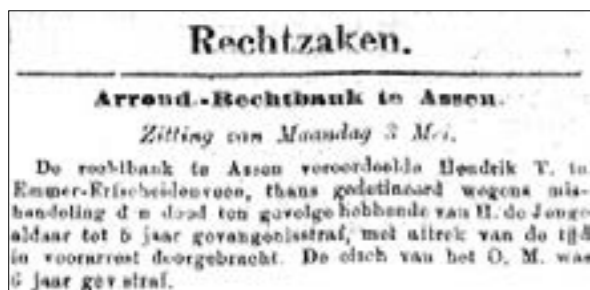 Rechtzaken.
Arrond.-Rechtbank te Assen.
Zitting van Maandag 3 Mei.
De rechtbank te Assen veroordeelde Hendrik T. te
Emmer-Erfscheidenveen, thans gedetineerd wegens mis-
handeling d n dood ten gevolge hebbende van H. de Jonge
aldaar tot 5 jaar gevangenisstraf, met aftrek van de tijd
in voorarrest doorgebracht. De eisch van het O. M. was
6 jaar gev straf.